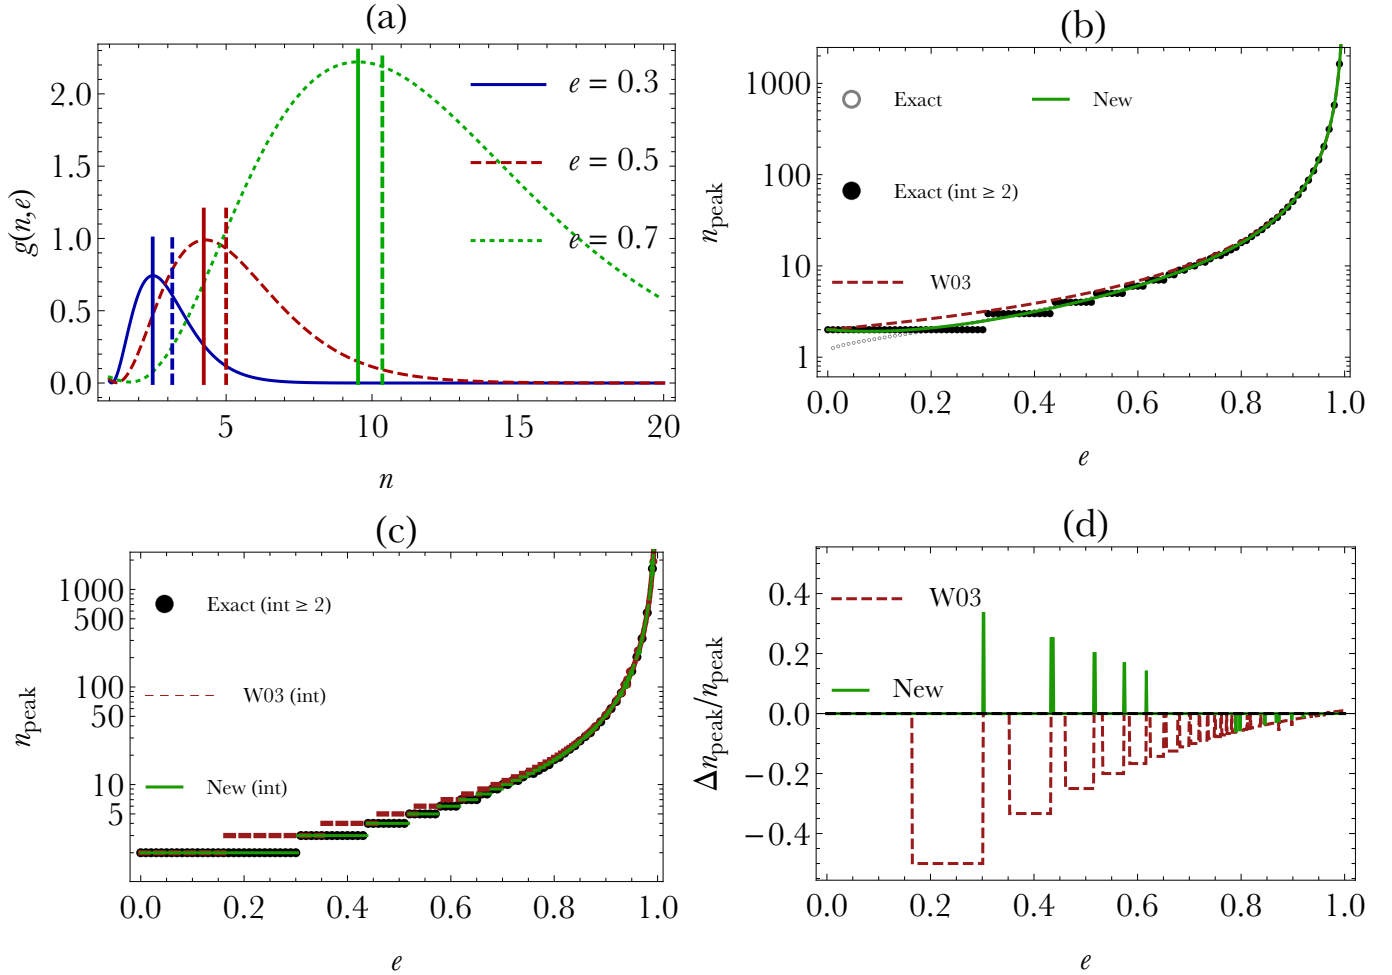 (a)
g(n,e)
2.0
1.5
1.0
0.5
0.0
e = 0.3
e = 0.5
e = 0.7
5
10
15
20
n
(b)
n_peak
1000
100
10
1
Exact
New
Exact (int ≥ 2)
W03
0.0
0.2
0.4
0.6
0.8
1.0
e
(c)
n_peak
1000
500
100
50
10
5
Exact (int ≥ 2)
W03 (int)
New (int)
0.0
0.2
0.4
0.6
0.8
1.0
e
(d)
Δn_peak/n_peak
0.4
0.2
0.0
−0.2
−0.4
W03
New
0.0
0.2
0.4
0.6
0.8
1.0
e